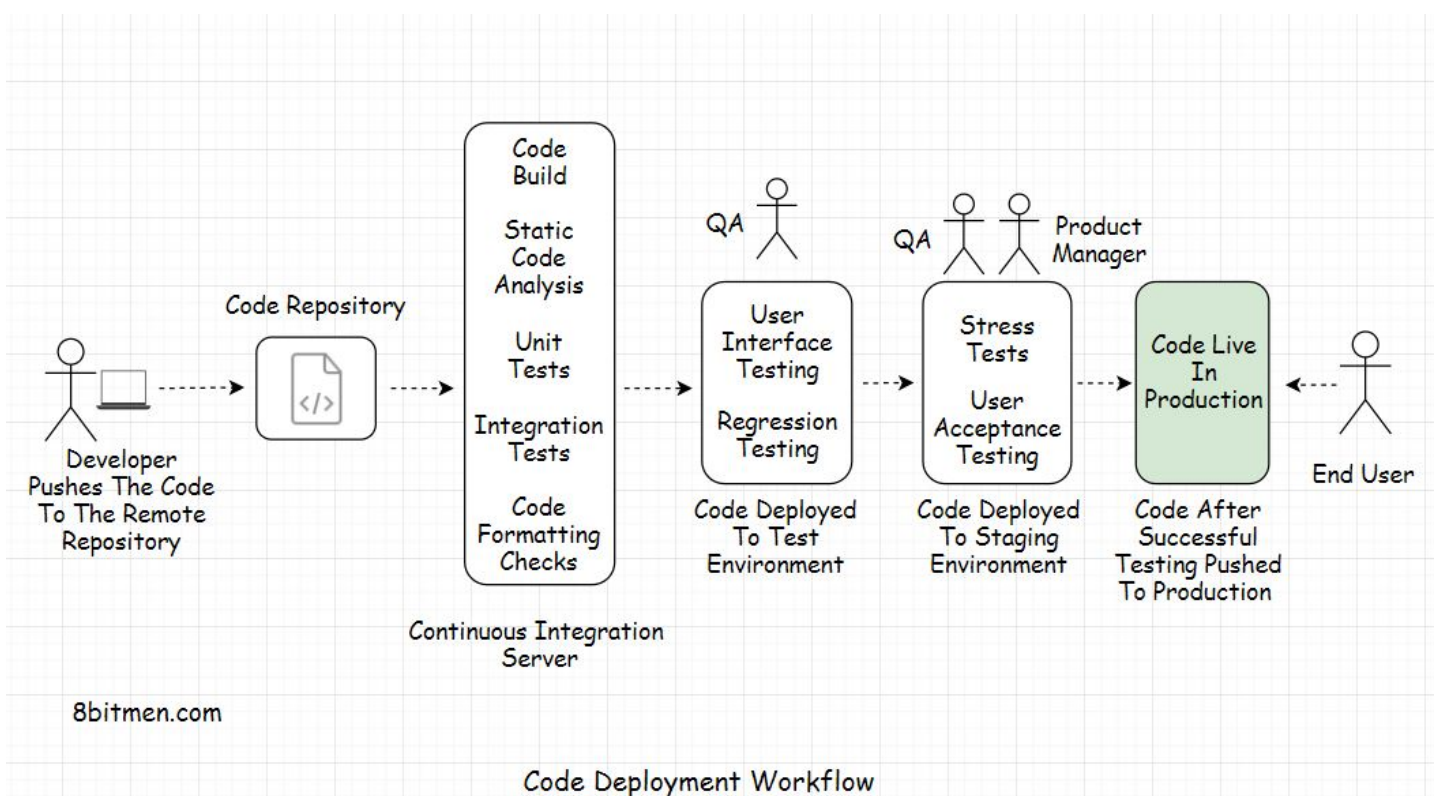 Code
Build
Static
Code
Analysis
Unit
Tests
Integration
Tests
Code
Formatting
Checks
Continuous Integration
Server
Code Repository
</>
Developer
Pushes The Code
To The Remote
Repository
QA
User
Interface
Testing
Regression
Testing
Code Deployed
To Test
Environment
QA
Product
Manager
Stress
Tests
User
Acceptance
Testing
Code Deployed
To Staging
Environment
Code Live
In
Production
Code After
Successful
Testing Pushed
To Production
End User
8bitmen.com
Code Deployment Workflow